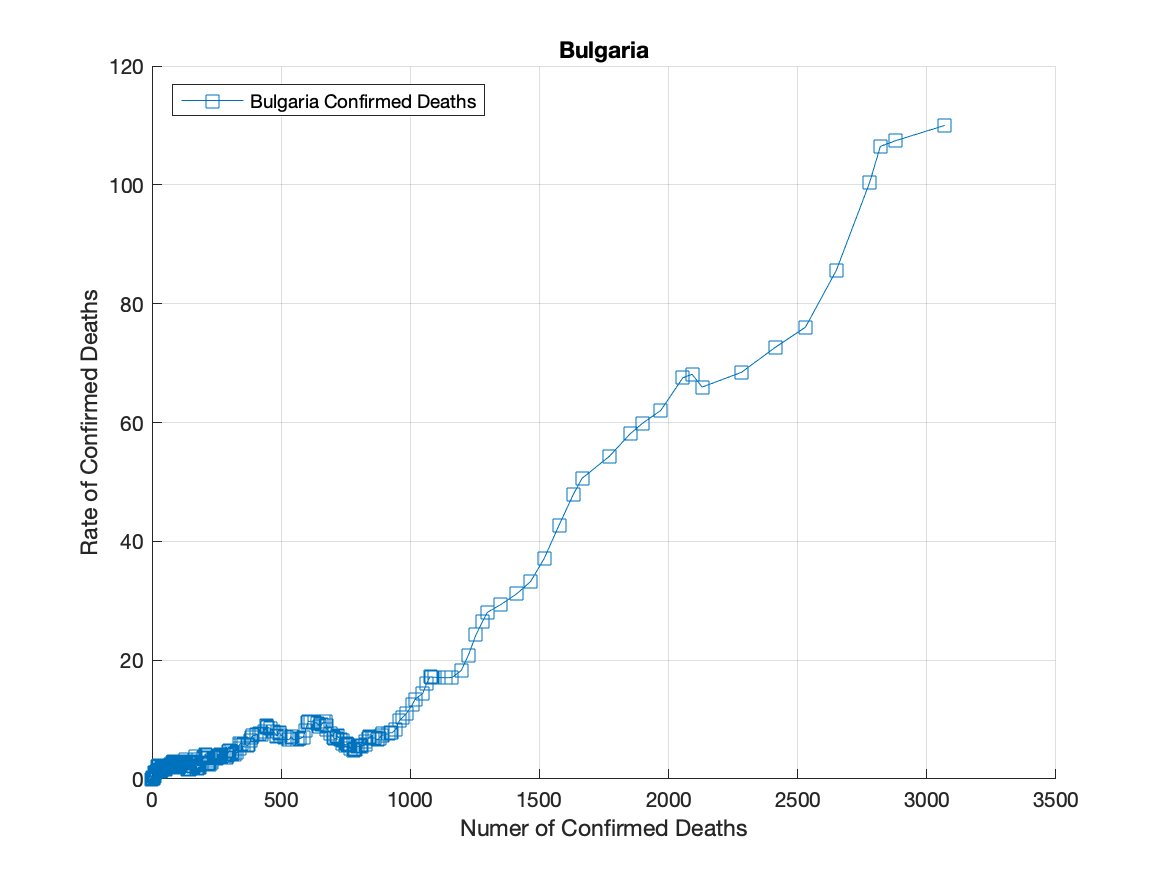 Bulgaria
120
Bulgaria Confirmed Deaths
100
80
60
40
20
0
Rate of Confirmed Deaths
0 500 1000 1500 2000 2500 3000 3500
Numer of Confirmed Deaths